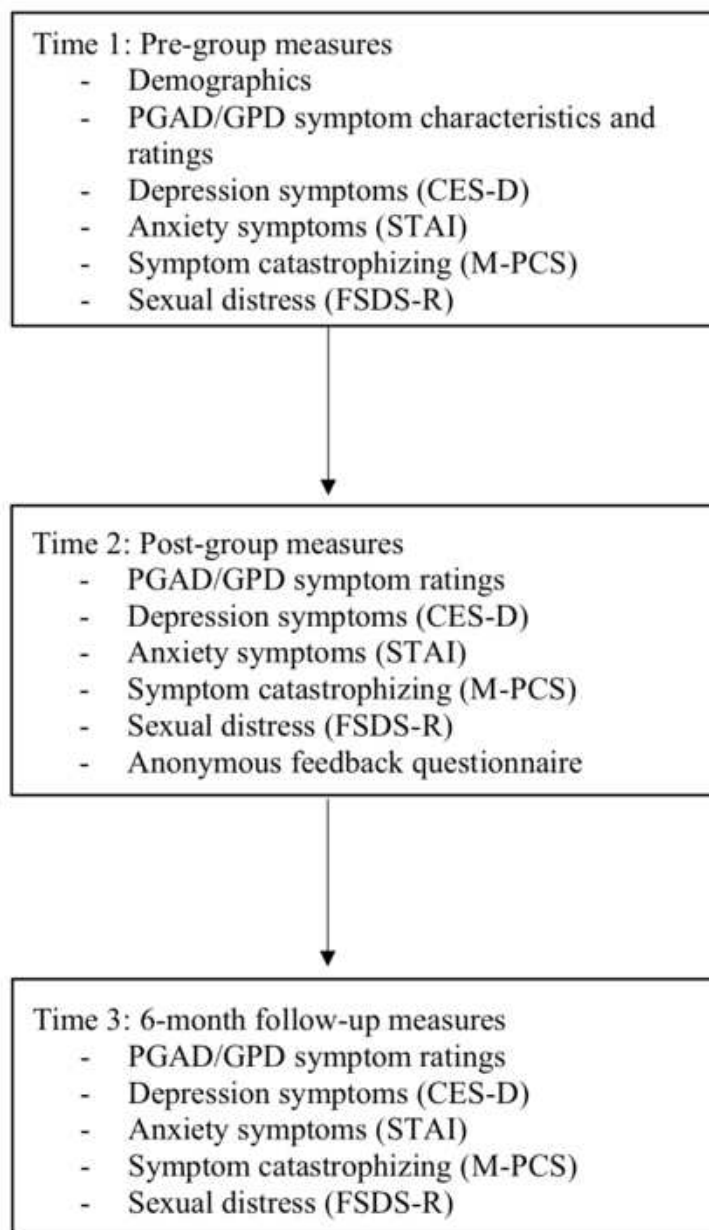 Time 1: Pre-group measures
- Demographics
- PGAD/GPD symptom characteristics and
ratings
- Depression symptoms (CES-D)
- Anxiety symptoms (STAI)
- Symptom catastrophizing (M-PCS)
- Sexual distress (FSDS-R)
Time 2: Post-group measures
- PGAD/GPD symptom ratings
- Depression symptoms (CES-D)
- Anxiety symptoms (STAI)
- Symptom catastrophizing (M-PCS)
- Sexual distress (FSDS-R)
- Anonymous feedback questionnaire
Time 3: 6-month follow-up measures
- PGAD/GPD symptom ratings
- Depression symptoms (CES-D)
- Anxiety symptoms (STAI)
- Symptom catastrophizing (M-PCS)
- Sexual distress (FSDS-R)